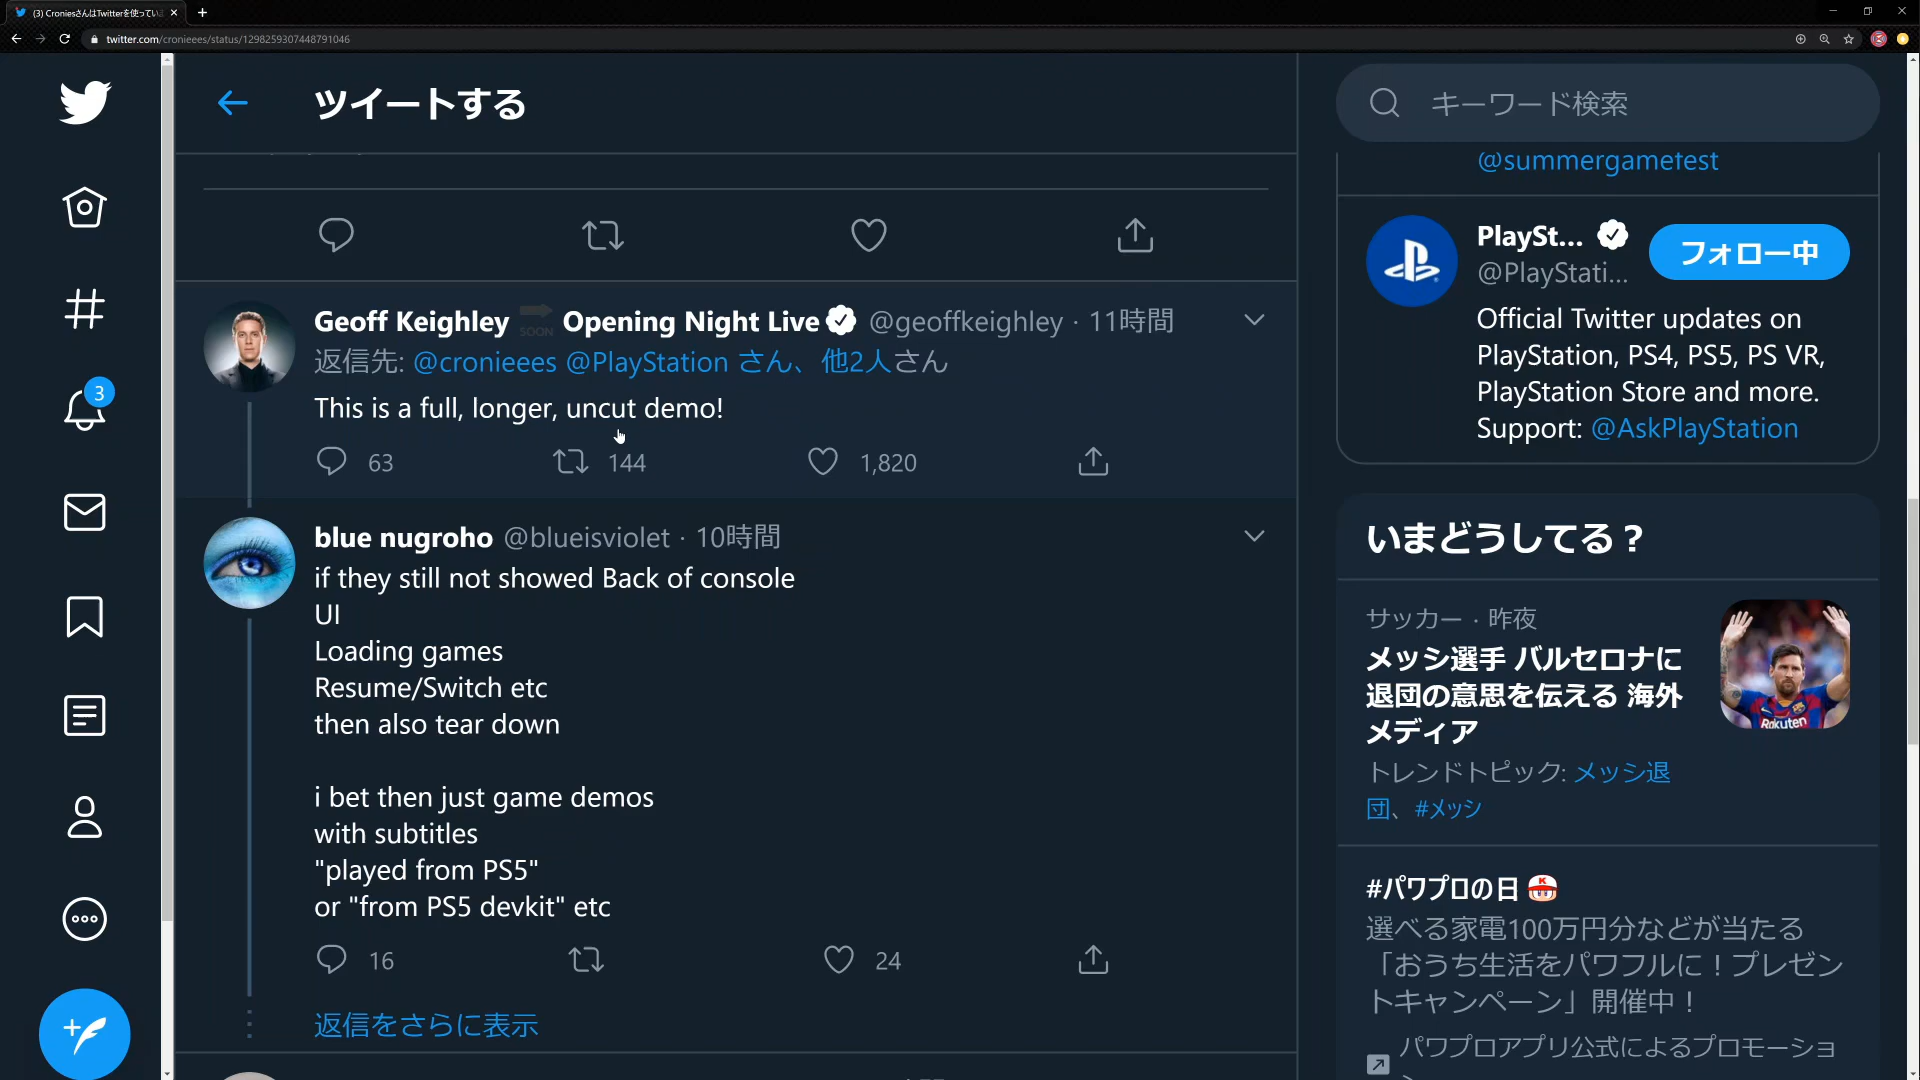 (3) CroniesさんはTwitterを使ってい
twitter.com/cronieees/status/1298259307448791046
ツイートする
キーワード検索
@summergamefest
PlaySt...
フォロー中
@PlayStati...
Official Twitter updates on
PlayStation, PS4, PS5, PS VR,
PlayStation Store and more.
Support: @AskPlayStation
Geoff Keighley SOON Opening Night Live @geoffkeighley · 11時間
返信先: @cronieees @PlayStation さん、他2人さん
This is a full, longer, uncut demo!
63 144 1,820
3
blue nugroho @blueisviolet · 10時間
if they still not showed Back of console
UI
Loading games
Resume/Switch etc
then also tear down
i bet then just game demos
with subtitles
"played from PS5"
or "from PS5 devkit" etc
16 24
返信をさらに表示
いまどうしてる？
サッカー · 昨夜
メッシ選手 バルセロナに
退団の意思を伝える 海外
メディア
Rakuten
トレンドトピック: メッシ退
団、#メッシ
#パワプロの日
選べる家電100万円分などが当たる
「おうち生活をパワフルに！プレゼン
トキャンペーン」開催中！
パワプロアプリ公式によるプロモーショ